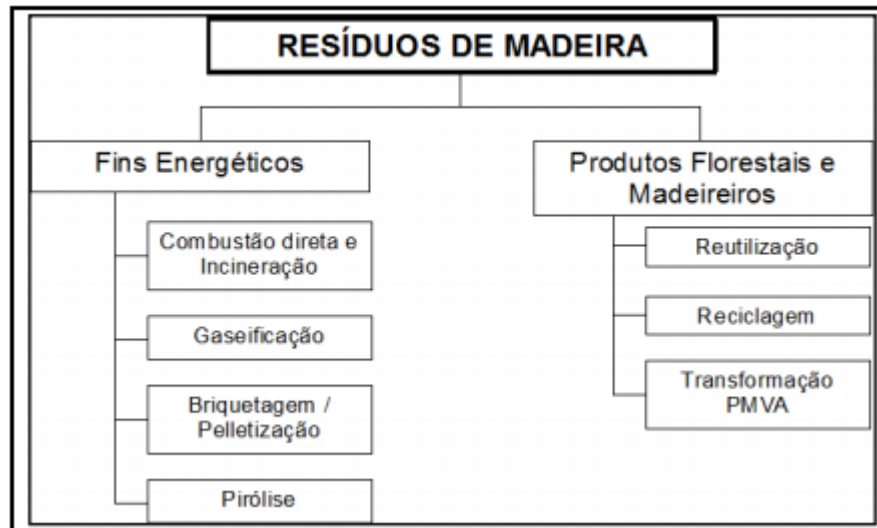 RESÍDUOS DE MADEIRA
Fins Energéticos
Combustão direta e
Incineração
Gaseificação
Briquetagem /
Pelletização
Pirólise
Produtos Florestais e
Madeireiros
Reutilização
Reciclagem
Transformação
PMVA